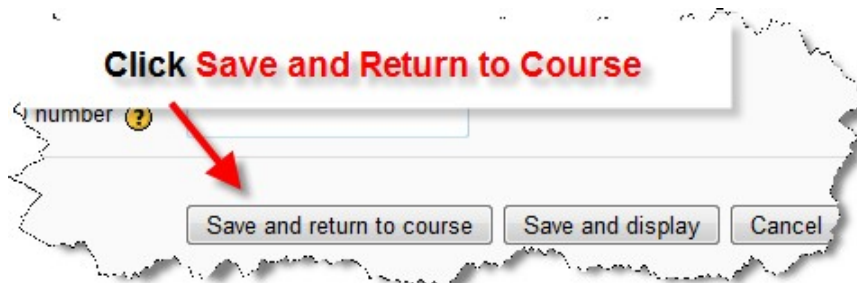 Click Save and Return to Course
number ?
Save and return to course Save and display Cancel